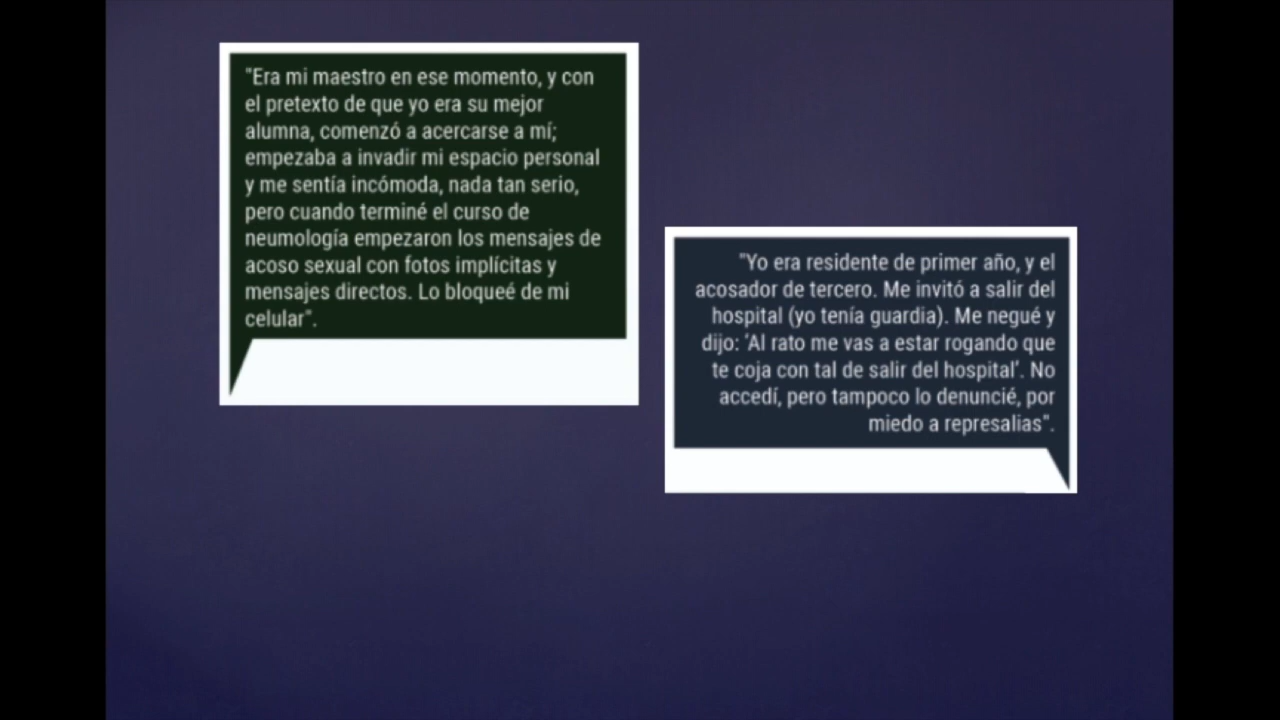 "Era mi maestro en ese momento, y con
el pretexto de que yo era su mejor
alumna, comenzó a acercarse a mí;
empezaba a invadir mi espacio personal
y me sentía incómoda, nada tan serio,
pero cuando terminé el curso de
neumología empezaron los mensajes de
acoso sexual con fotos implícitas y
mensajes directos. Lo bloqueé de mi
celular".
"Yo era residente de primer año, y el
acosador de tercero. Me invitó a salir del
hospital (yo tenía guardia). Me negué y
dijo: 'Al rato me vas a estar rogando que
te coja con tal de salir del hospital'. No
accedí, pero tampoco lo denuncié, por
miedo a represalias".